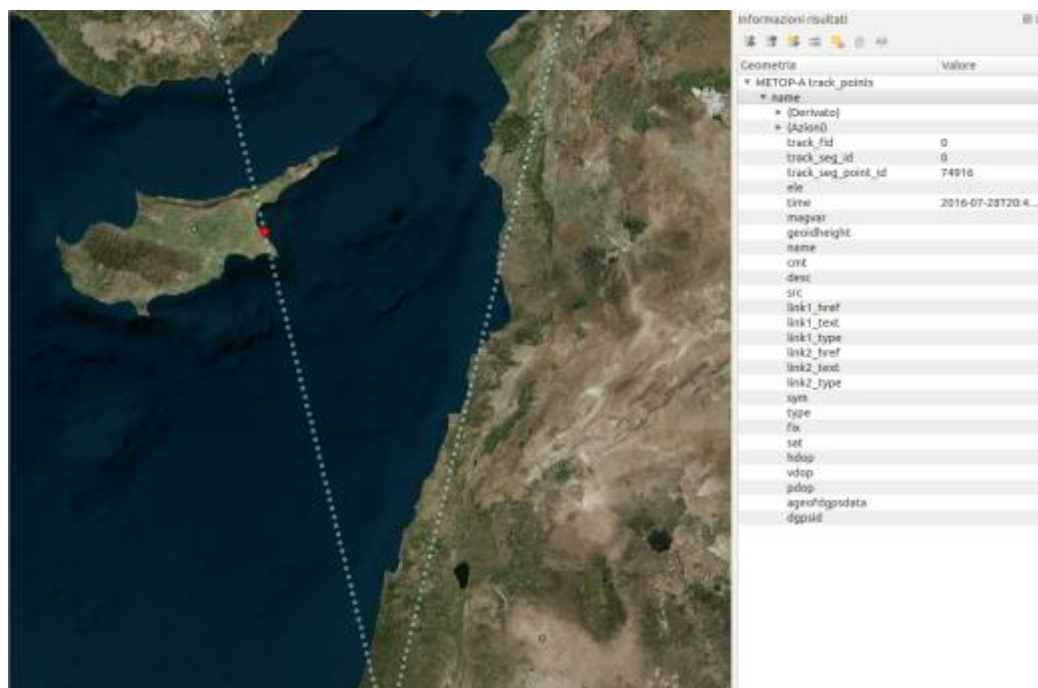 Informazioni risultati
Geometria Valore
METOP-A track_points
name
(Derivato)
(Azioni)
track_fid 0
track_seg_id 0
track_seg_point_id 74916
ele
time 2016-07-28T20:4...
magvar
geoidheight
name
cmt
desc
src
link1_href
link1_text
link1_type
link2_href
link2_text
link2_type
sym
type
fix
sat
hdop
vdop
pdop
ageofdgpsdata
dgpsid